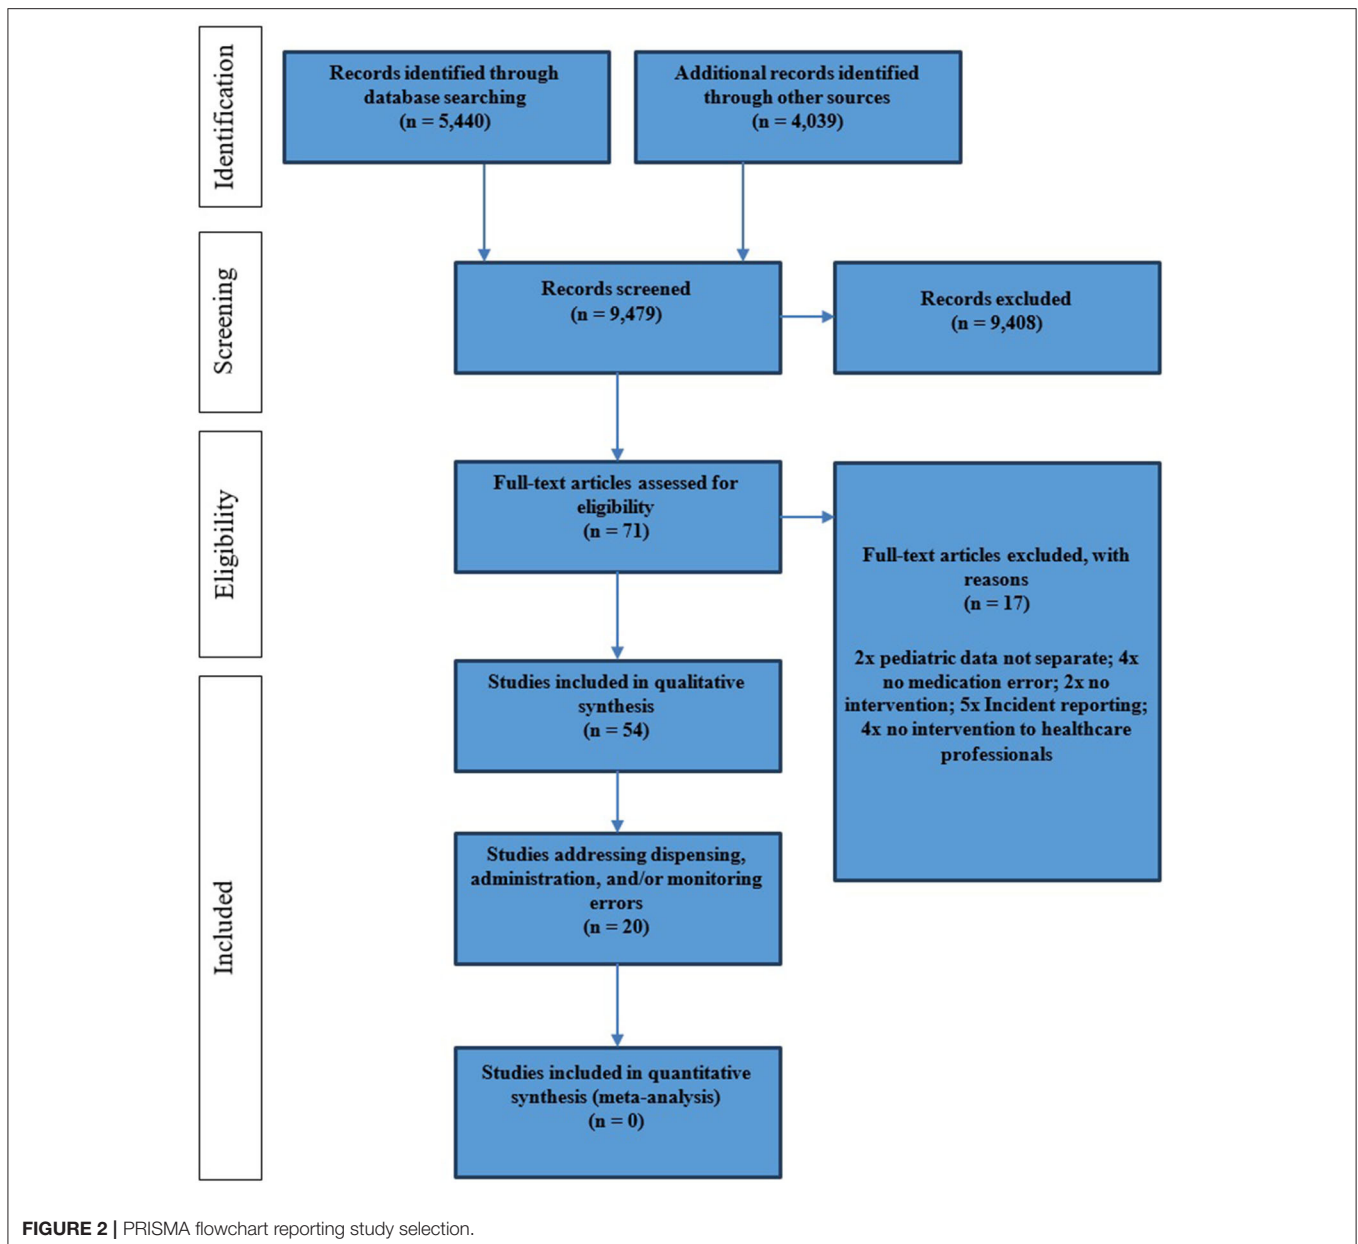 Identification
Records identified through
database searching
(n = 5,440)
Additional records identified
through other sources
(n = 4,039)
Screening
Records screened
(n = 9,479)
Records excluded
(n = 9,408)
Eligibility
Full-text articles assessed for
eligibility
(n = 71)
Full-text articles excluded, with
reasons
(n = 17)
2x pediatric data not separate; 4x
no medication error; 2x no
intervention; 5x Incident reporting;
4x no intervention to healthcare
professionals
Included
Studies included in qualitative
synthesis
(n = 54)
Studies addressing dispensing,
administration, and/or monitoring
errors
(n = 20)
Studies included in quantitative
synthesis (meta-analysis)
(n = 0)
FIGURE 2 | PRISMA flowchart reporting study selection.